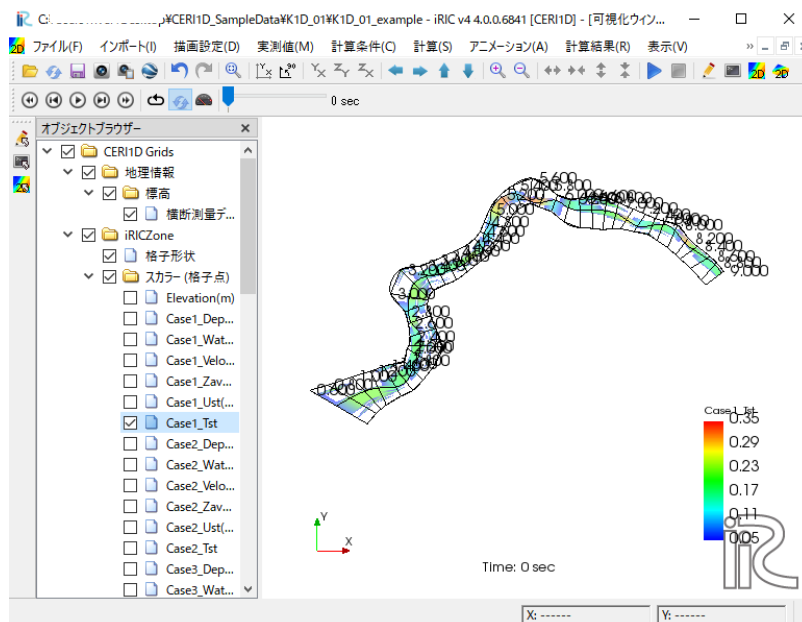 CERI1D_SampleData¥K1D_01¥K1D_01_example - iRIC v4 4.0.0.6841 [CERI1D] - [可視化ウィン...
ファイル(F) インポート(I) 描画設定(D) 実測値(M) 計算条件(C) 計算(S) アニメーション(A) 計算結果(R) 表示(V) »
0 sec
オブジェクトブラウザー
CERI1D Grids
地理情報
標高
横断測量デ...
iRICZone
格子形状
スカラー (格子点)
Elevation(m)
Case1_Dep...
Case1_Wat...
Case1_Velo...
Case1_Zav...
Case1_Ust(...
Case1_Tst
Case2_Dep...
Case2_Wat...
Case2_Velo...
Case2_Zav...
Case2_Ust(...
Case2_Tst
Case3_Dep...
Case3_Wat...
5.600
5.000
3.000
8.200
9.000
Case1_Tst
0.35
0.29
0.23
0.17
0.11
0.05
Y
X
Time: 0 sec
iRIC
X: ------
Y: ------